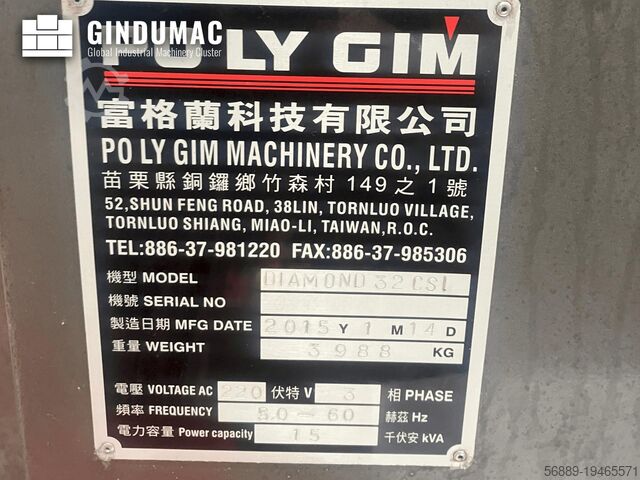 GINDUMAC
Global Industrial Machinery Cluster
POLY GIM
富格蘭科技有限公司
POLY GIM MACHINERY CO., LTD.
苗栗縣銅鑼鄉竹森村149之1號
52,SHUN FENG ROAD, 38LIN, TORNLUO VILLAGE,
TORNLUO SHIANG, MIAO-LI, TAIWAN,R.O.C.
TEL:886-37-981220 FAX:886-37-985306
機型 MODEL DIAMOND 32 CSL
機號 SERIAL NO
製造日期 MFG DATE 2015 Y 1 M 14 D
重量 WEIGHT 3988 KG
電壓 VOLTAGE AC 220 伏特 V 3 相 PHASE
頻率 FREQUENCY 50-60 赫茲 Hz
電力容量 Power capacity 15 千伏安 kVA
56889-19465571